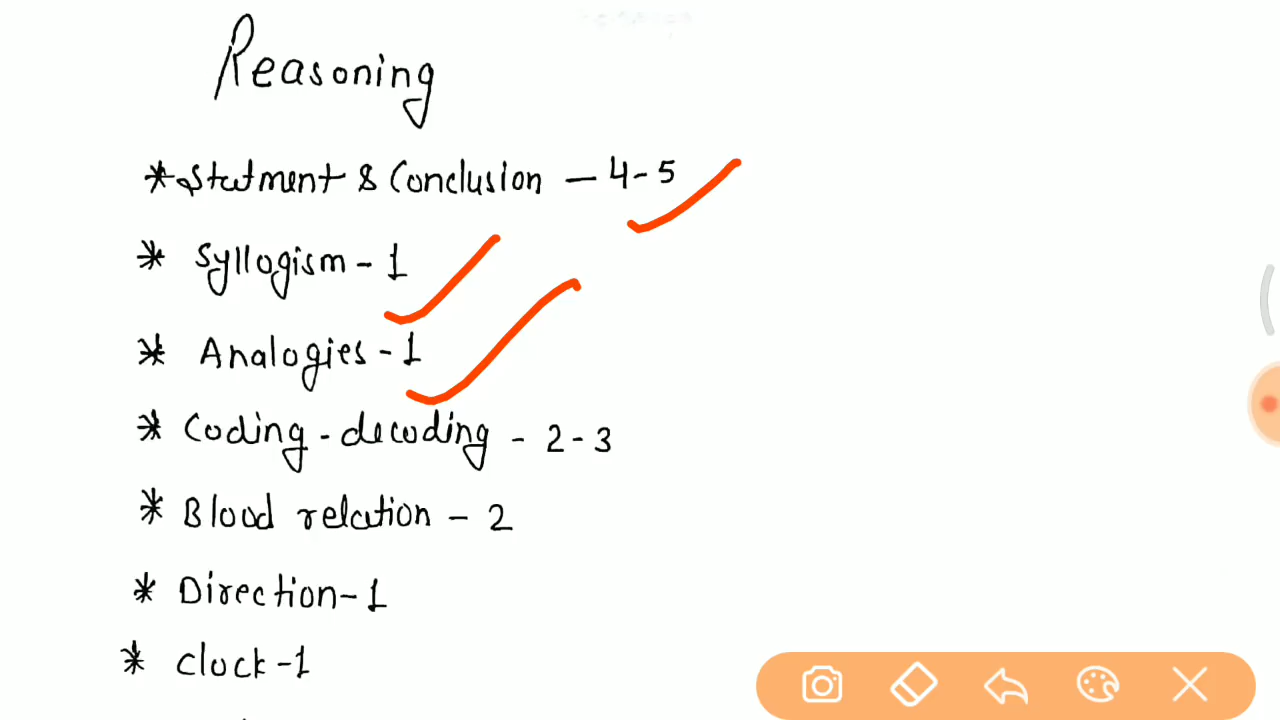 Reasoning
* Statment & Conclusion - 4-5
* Syllogism - 1
* Analogies - 1
* Coding - decoding - 2-3
* Blood relation - 2
* Direction - 1
* Clock - 1